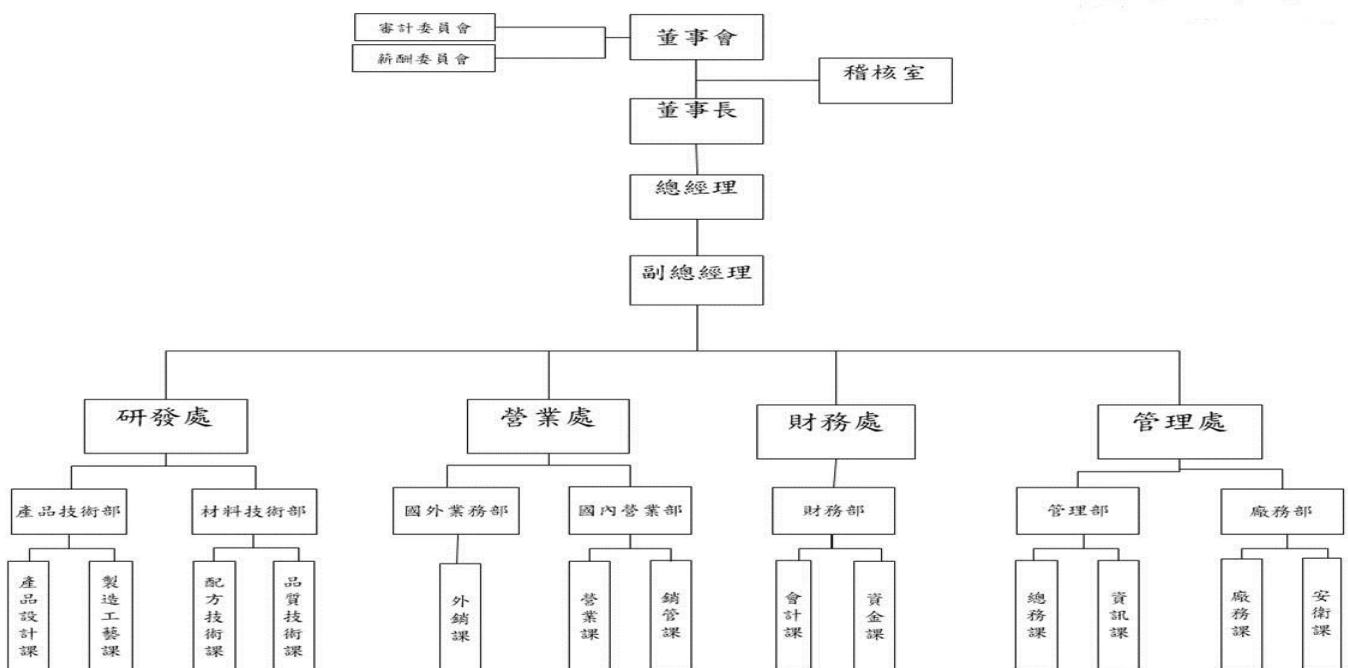 審計委員會
董事會
薪酬委員會
稽核室
董事長
總經理
副總經理
研發處
營業處
財務處
管理處
產品技術部
材料技術部
國外業務部
國內營業部
財務部
管理部
廠務部
產品設計課
製造工藝課
配方技術課
品質技術課
外銷課
營業課
銷管課
會計課
資金課
總務課
資訊課
廠務課
安衛課